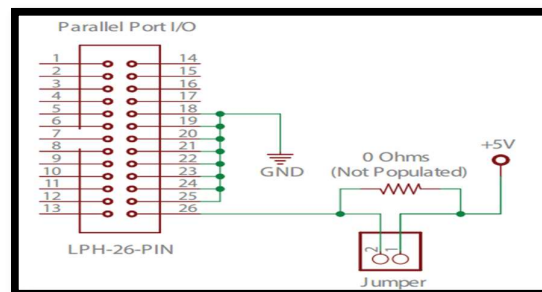 Parallel Port I/O
1 14
2 15
3 16
4 17
5 18
6 19
7 20
8 21
9 22
10 23
11 24
12 25
13 26
LPH-26-PIN
GND
0 Ohms
(Not Populated)
+5V
2 1
Jumper